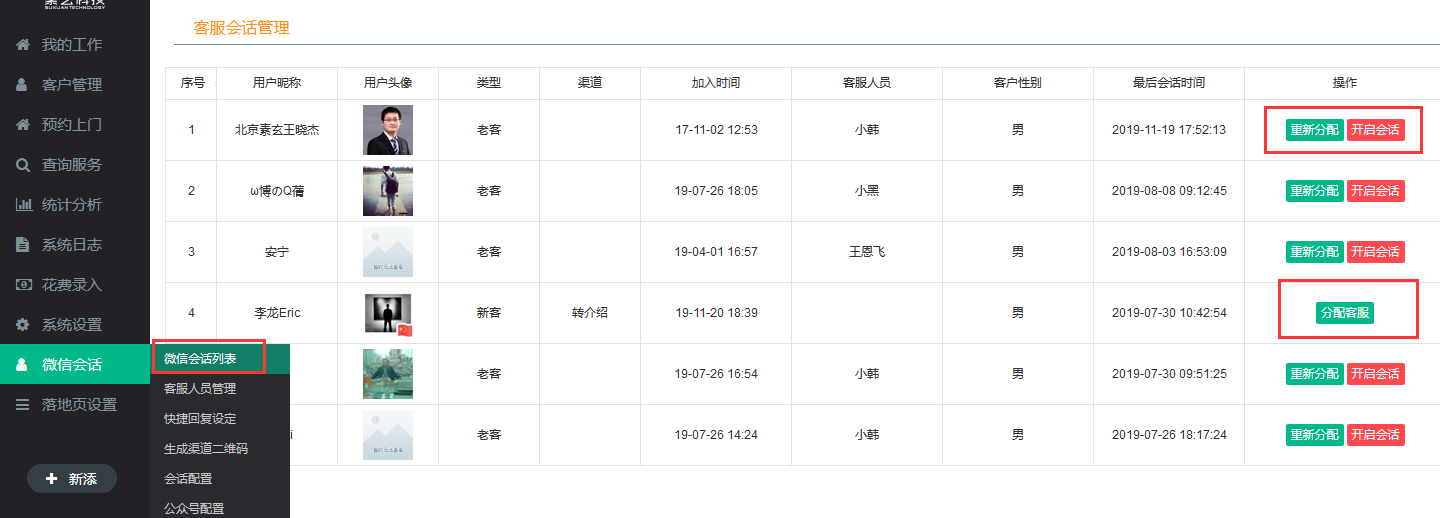 SUXUAN TECHNOLOGY
我的工作
客户管理
预约上门
查询服务
统计分析
系统日志
花费录入
系统设置
微信会话
落地页设置
新添
微信会话列表
客服人员管理
快捷回复设定
生成渠道二维码
会话配置
公众号配置
客服会话管理
序号 用户昵称 用户头像 类型 渠道 加入时间 客服人员 客户性别 最后会话时间 操作
1 北京素玄王晓杰 老客 17-11-02 12:53 小韩 男 2019-11-19 17:52:13 重新分配 开启会话
2 ω博のQ蕕 老客 19-07-26 18:05 小黑 男 2019-08-08 09:12:45 重新分配 开启会话
3 安宁 老客 19-04-01 16:57 王恩飞 男 2019-08-03 16:53:09 重新分配 开启会话
4 李龙Eric 新客 转介绍 19-11-20 18:39 男 2019-07-30 10:42:54 分配客服
老客 19-07-26 16:54 小韩 男 2019-07-30 09:51:25 重新分配 开启会话
老客 19-07-26 14:24 小韩 男 2019-07-26 18:17:24 重新分配 开启会话